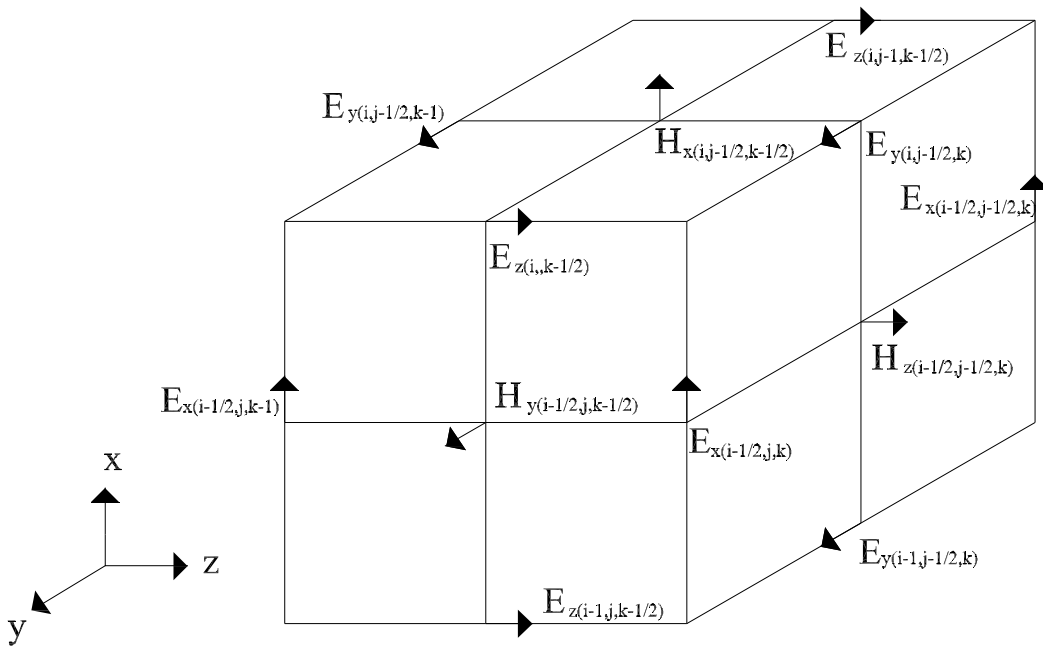 E z(i,j-1,k-1/2)
E y(i,j-1/2,k-1)
H x(i,j-1/2,k-1/2)
E y(i,j-1/2,k)
E x(i-1/2,j-1/2,k)
E z(i,,k-1/2)
H z(i-1/2,j-1/2,k)
E x(i-1/2,j,k-1)
H y(i-1/2,j,k-1/2)
E x(i-1/2,j,k)
x
z
E y(i-1,j-1/2,k)
E z(i-1,j,k-1/2)
y